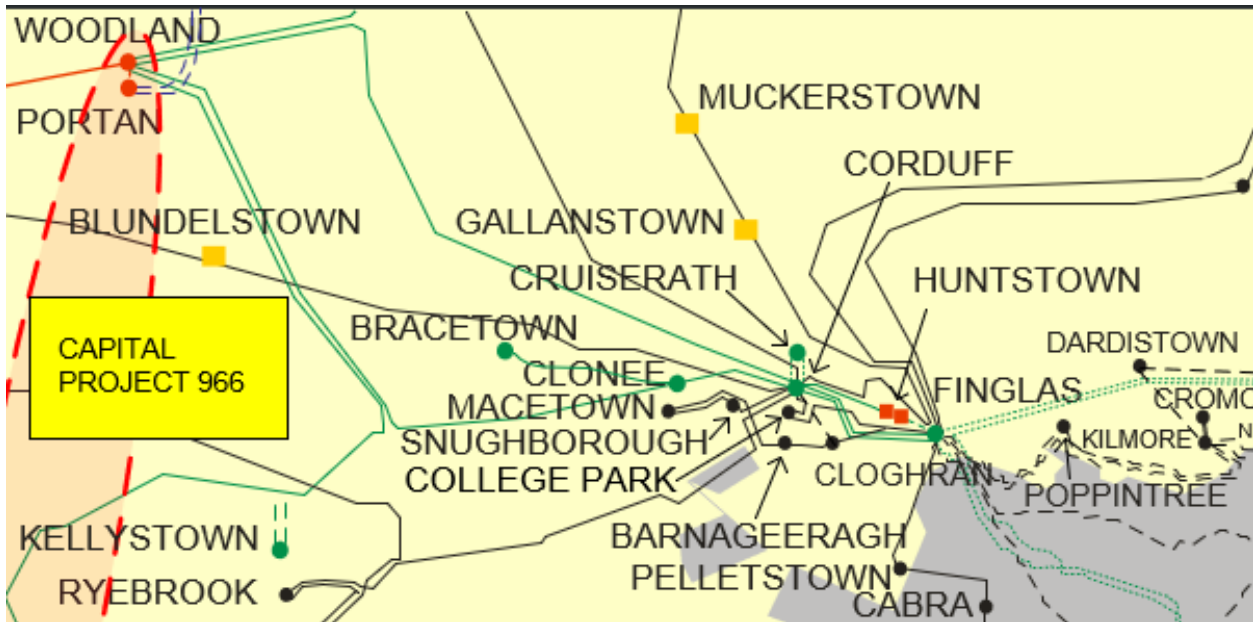 WOODLAND
PORTAN
MUCKERSTOWN
CORDUFF
BLUNDELSTOWN
GALLANSTOWN
CRUISERATH
HUNTSTOWN
CAPITAL
PROJECT 966
BRACETOWN
DARDISTOWN
CLONEE
FINGLAS
MACETOWN
CROMC
SNUGHBOROUGH
KILMORE
N
COLLEGE PARK
CLOGHRAN
POPPINTREE
KELLYSTOWN
BARNAGEERAGH
PELLETSTOWN
RYEBROOK
CABRA